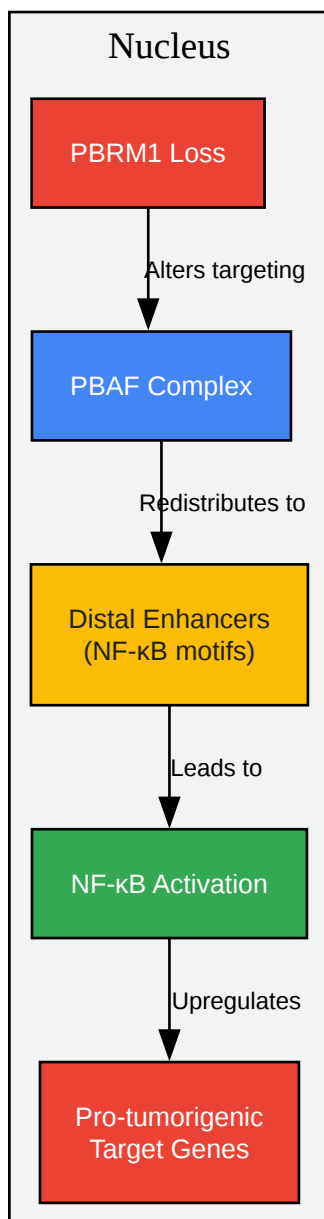 Nucleus
PBRM1 Loss
Alters targeting
PBAF Complex
Redistributes to
Distal Enhancers
(NF-κB motifs)
Leads to
NF-κB Activation
Upregulates
Pro-tumorigenic
Target Genes